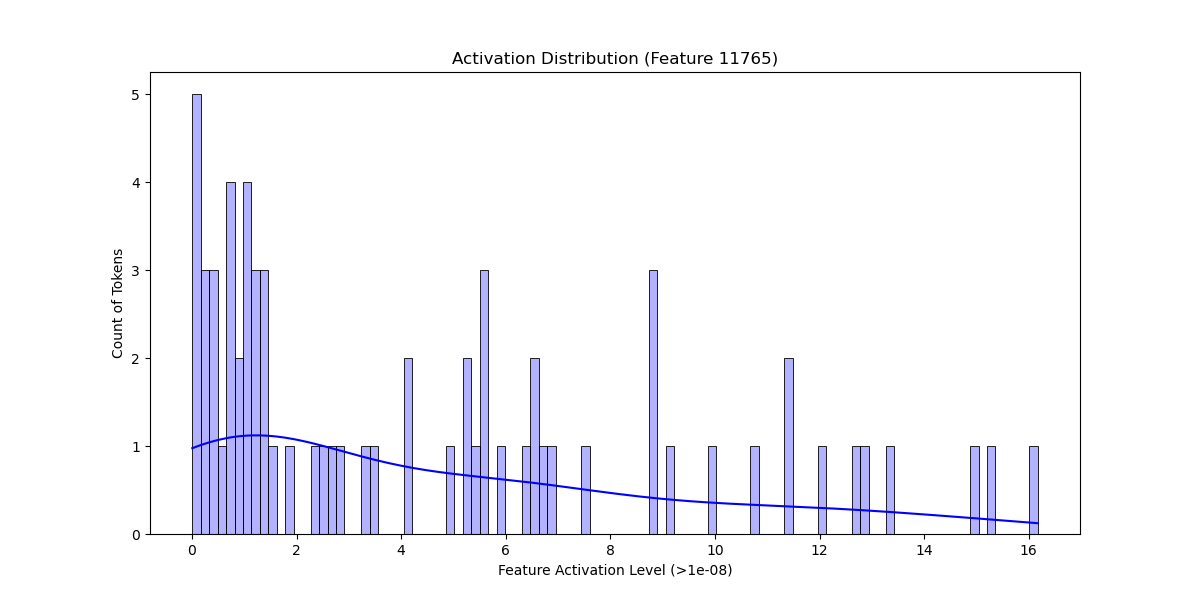 Activation Distribution (Feature 11765)
Count of Tokens
5
4
3
2
1
0
0 2 4 6 8 10 12 14 16
Feature Activation Level (>1e-08)